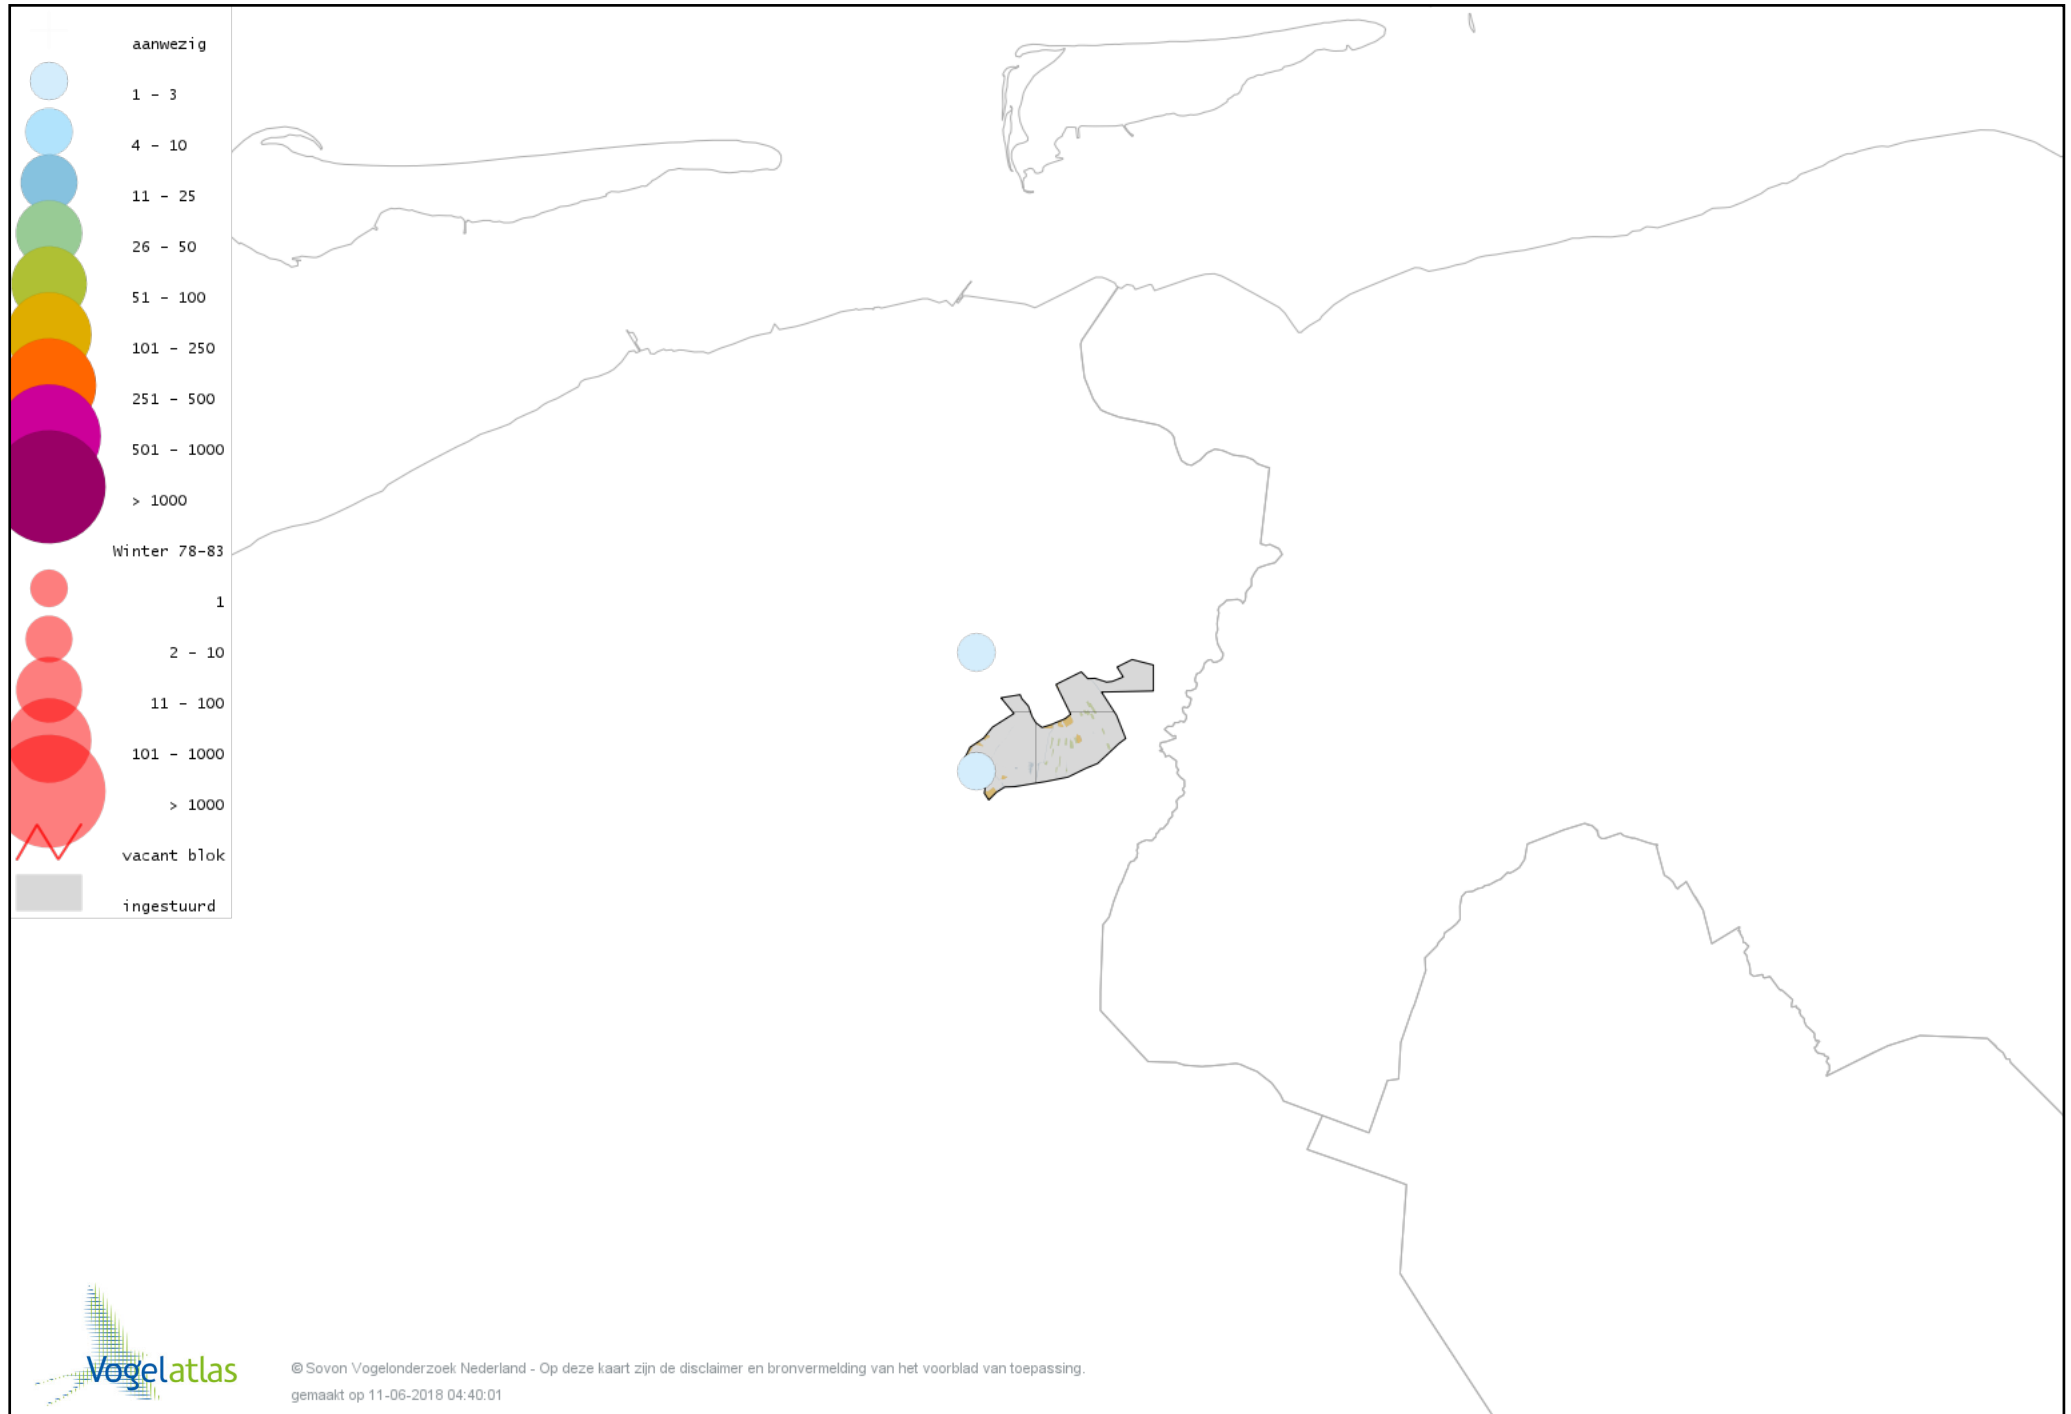 aanwezig
1 - 3
4 - 10
11 - 25
26 - 50
51 - 100
101 - 250
251 - 500
501 - 1000
> 1000
Winter 78-83
1
2 - 10
11 - 100
101 - 1000
> 1000
vacant blok
ingestuurd
Vogelatlas
© Sovon Vogelonderzoek Nederland - Op deze kaart zijn de disclaimer en bronvermelding van het voorblad van toepassing.
gemaakt op 11-06-2018 04:40:01